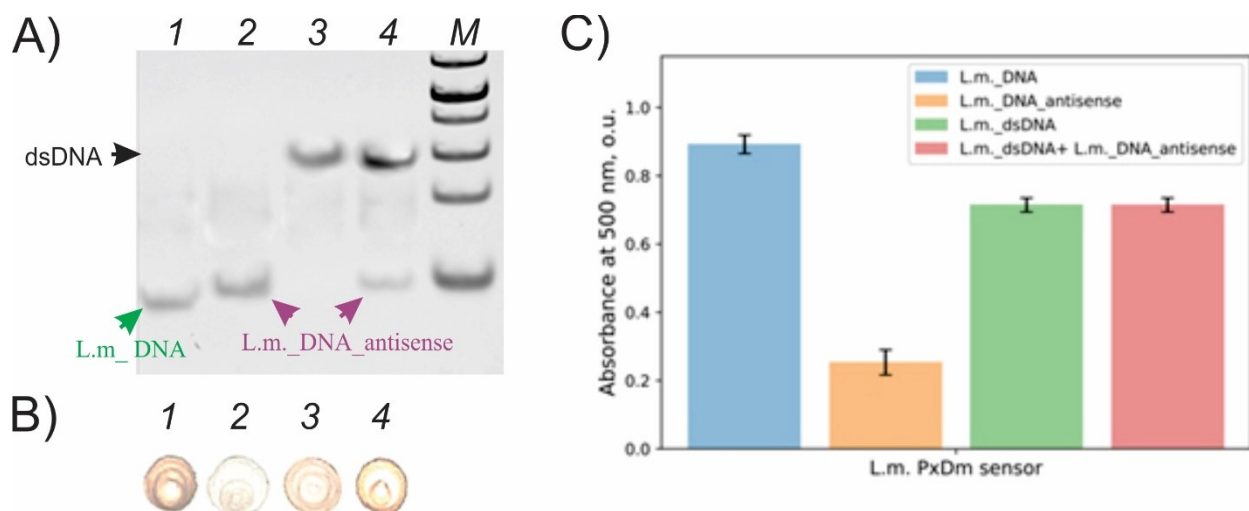 A)
1 2 3 4 M
dsDNA
L.m_ DNA
L.m._DNA_antisense
B)
1 2 3 4
C)
Absorbance at 500 nm, o.u.
1.0
0.8
0.6
0.4
0.2
0.0
L.m._DNA
L.m._DNA_antisense
L.m._dsDNA
L.m._dsDNA+ L.m._DNA_antisense
L.m. PxDm sensor